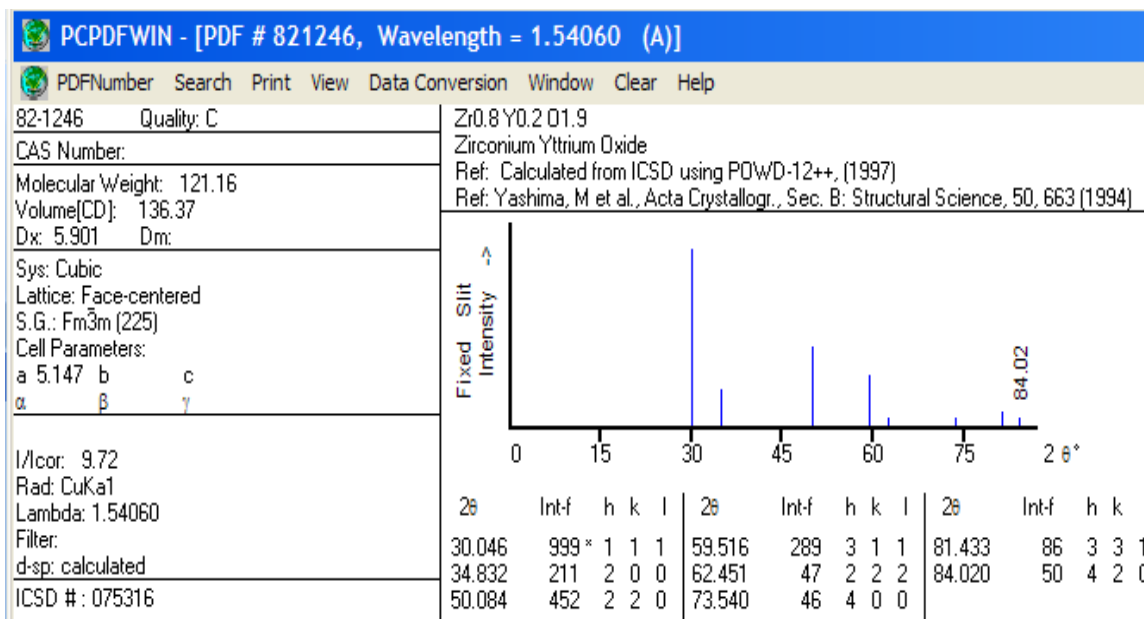 PCPDFWIN - [PDF # 821246, Wavelength = 1.54060 (A)]
PDFNumber Search Print View Data Conversion Window Clear Help
82-1246 Quality: C
CAS Number:
Molecular Weight: 121.16
Volume[CD]: 136.37
Dx: 5.901 Dm:
Sys: Cubic
Lattice: Face-centered
S.G.: Fm3̅m (225)
Cell Parameters:
a 5.147 b c
α β γ
I/Icor: 9.72
Rad: CuKa1
Lambda: 1.54060
Filter:
d-sp: calculated
ICSD # : 075316
Zr0.8 Y0.2 O1.9
Zirconium Yttrium Oxide
Ref: Calculated from ICSD using POWD-12++, (1997)
Ref: Yashima, M et al., Acta Crystallogr., Sec. B: Structural Science, 50, 663 (1994)
Fixed Slit
Intensity ->
84.02
0 15 30 45 60 75 2 θ°
2θ Int-f h k l 2θ Int-f h k l 2θ Int-f h k
30.046 999 * 1 1 1 59.516 289 3 1 1 81.433 86 3 3 1
34.832 211 2 0 0 62.451 47 2 2 2 84.020 50 4 2 0
50.084 452 2 2 0 73.540 46 4 0 0